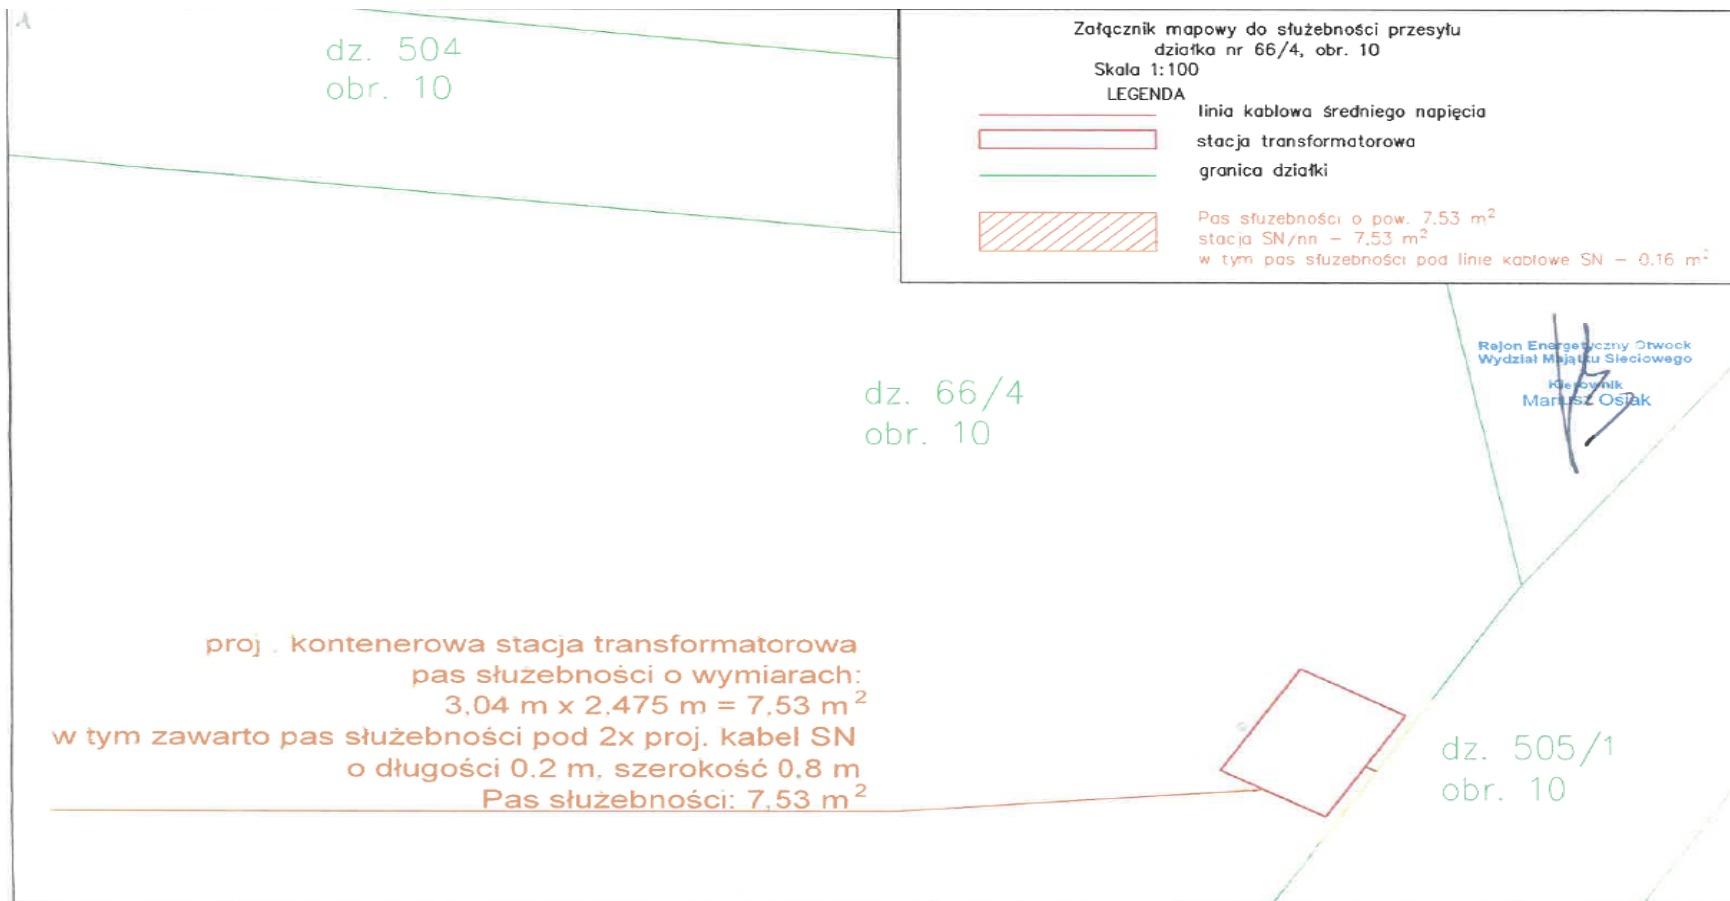 A
dz. 504
obr. 10
Załącznik mapowy do służebności przesyłu
działka nr 66/4, obr. 10
Skala 1:100
LEGENDA
linia kablowa średniego napięcia
stacja transformatorowa
granica działki
Pas służebności o pow. 7.53 m²
stacja SN/nn – 7.53 m²
w tym pas służebności pod linie kablowe SN – 0.16 m²
Rejon Energetyczny Otwock
Wydział Majątku Sieciowego
Kierownik
Mariusz Osiak
dz. 66/4
obr. 10
proj . kontenerowa stacja transformatorowa
pas służebności o wymiarach:
3,04 m x 2,475 m = 7,53 m²
w tym zawarto pas służebności pod 2x proj. kabel SN
o długości 0.2 m, szerokość 0,8 m
Pas służebności: 7,53 m²
dz. 505/1
obr. 10